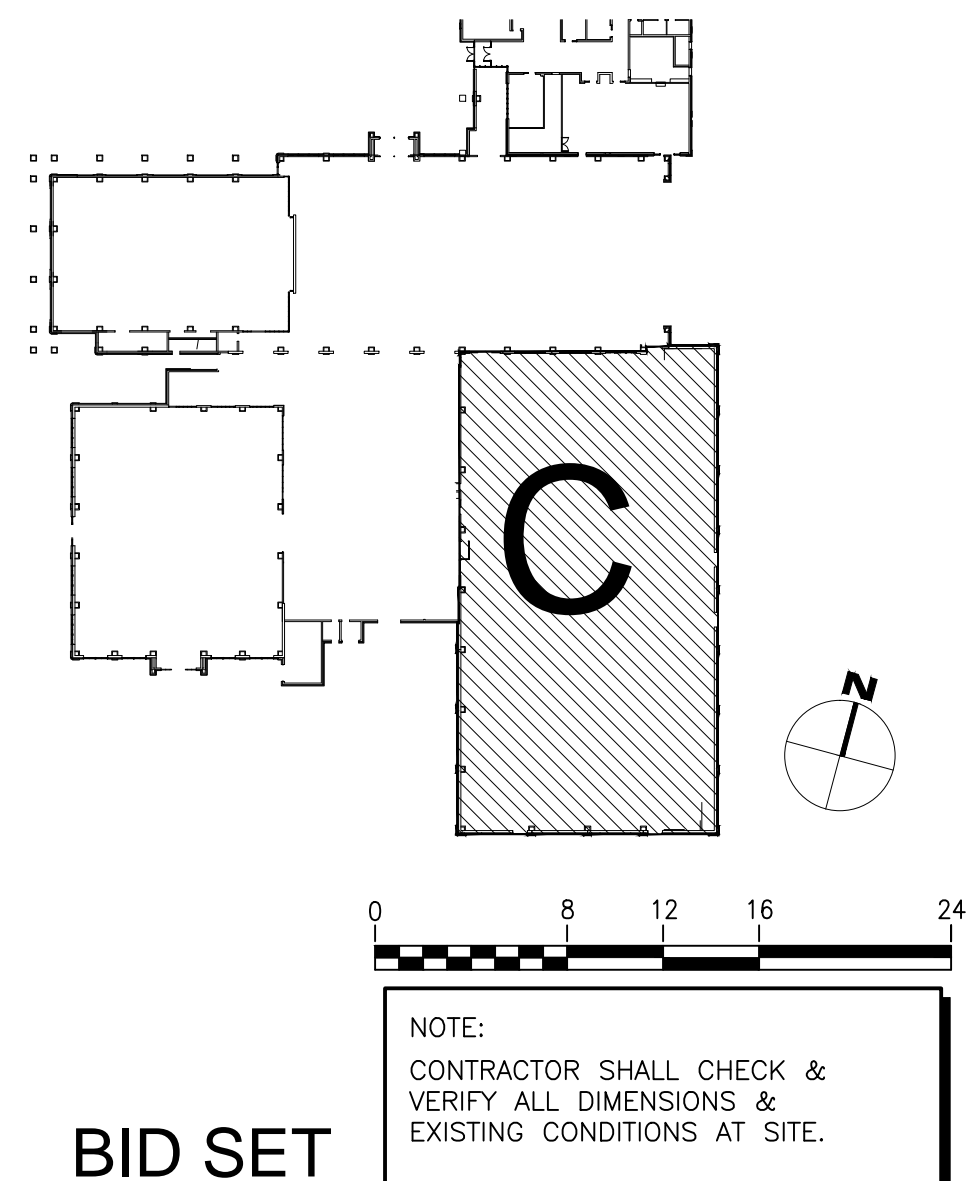 C
N
0 8 12 16 24
NOTE:
CONTRACTOR SHALL CHECK &
VERIFY ALL DIMENSIONS &
EXISTING CONDITIONS AT SITE.
BID SET